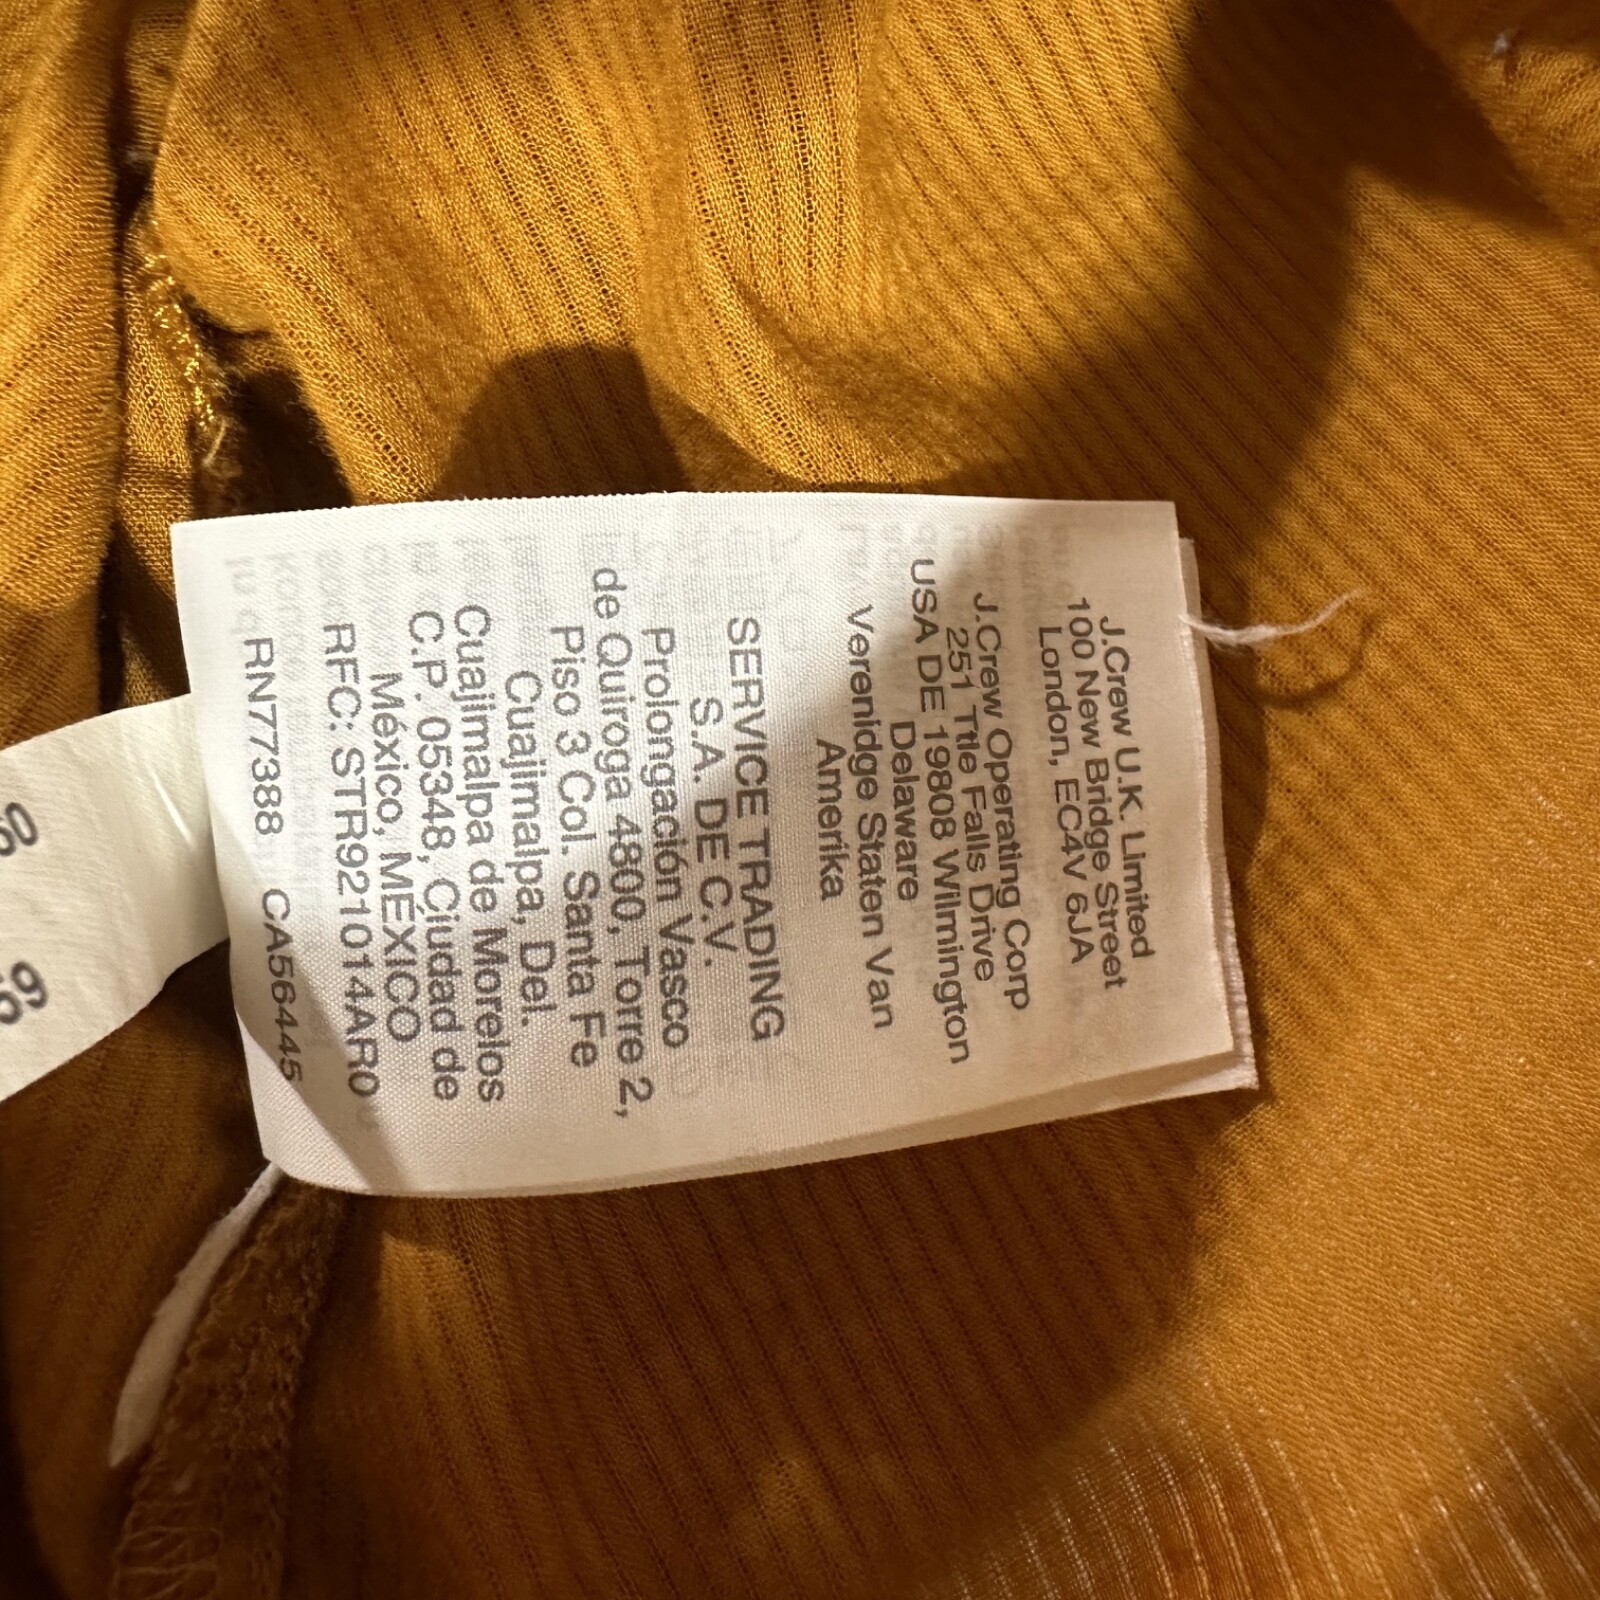 J.Crew U.K. Limited
100 New Bridge Street
London, EC4V 6JA
J.Crew Operating Corp
251 Ttle Falls Drive
USA DE 19808 Wilmington
Delaware
Verenidge Staten Van
Amerika
SERVICE TRADING
S.A. DE C.V.
Prolongación Vasco
de Quiroga 4800, Torre 2,
Piso 3 Col. Santa Fe
Cuajimalpa, Del.
Cuajimalpa de Morelos
C.P. 05348, Ciudad de
México, MÉXICO
RFC: STR921014AR0
RN77388 CA56445